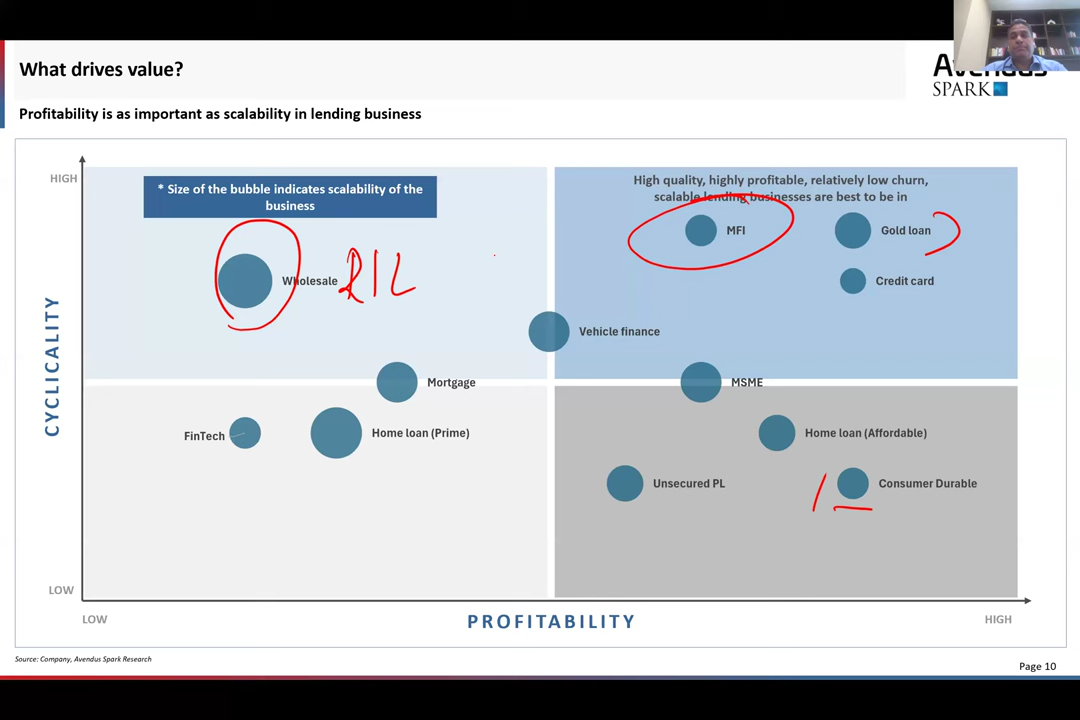 What drives value?
SPARK
Profitability is as important as scalability in lending business
HIGH
* Size of the bubble indicates scalability of the
business
High quality, highly profitable, relatively low churn,
scalable lending businesses are best to be in
MFI
Gold loan
Wholesale
RIL
Credit card
Vehicle finance
CYCLICALITY
Mortgage
MSME
FinTech
Home loan (Prime)
Home loan (Affordable)
Unsecured PL
Consumer Durable
LOW
LOW
PROFITABILITY
HIGH
Source: Company, Avendus Spark Research
Page 10